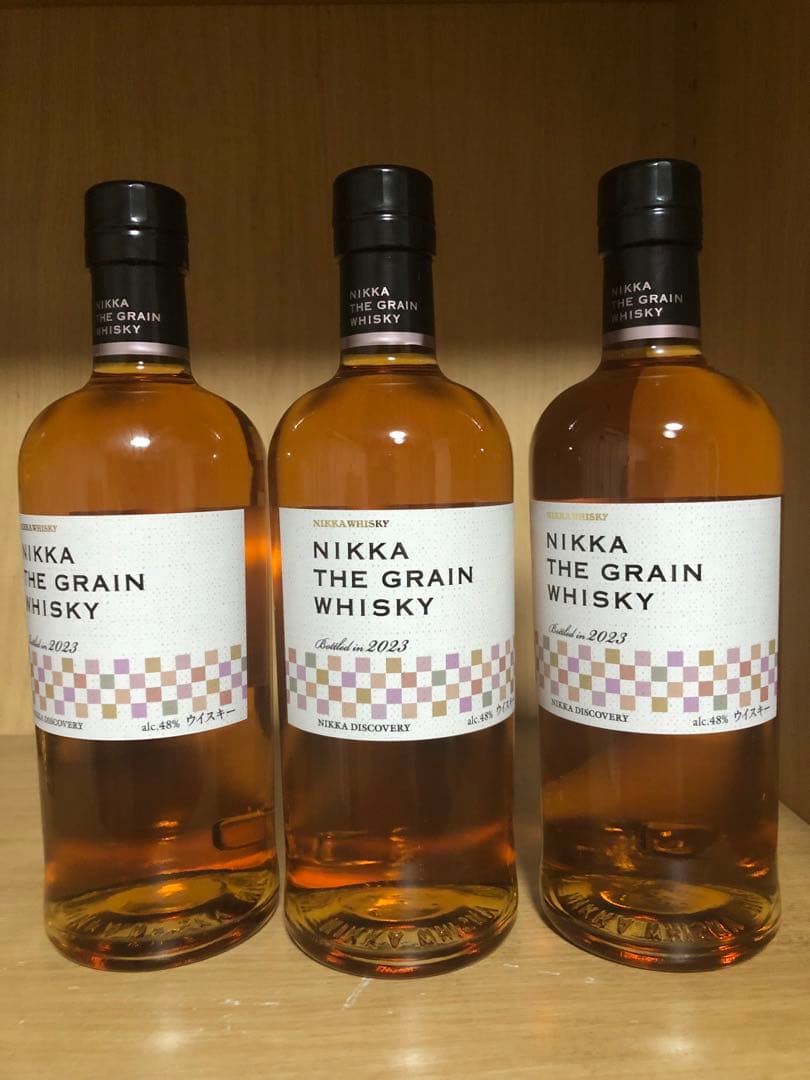 NIKKA
THE GRAIN
WHISKY
NIKKAWHISKY
NIKKA
THE GRAIN
WHISKY
Bottled in 2023
NIKKA DISCOVERY
alc.48% ウイスキー
NIKKA
THE GRAIN
WHISKY
NIKKAWHISKY
NIKKA
THE GRAIN
WHISKY
Bottled in 2023
NIKKA DISCOVERY
alc.48% ウイスキー
NIKKA WHISKY
NIKKA
THE GRAIN
WHISKY
NIKKAWHISKY
NIKKA
THE GRAIN
WHISKY
Bottled in 2023
NIKKA DISCOVERY
alc.48% ウイスキー
NIKKA WHISKY